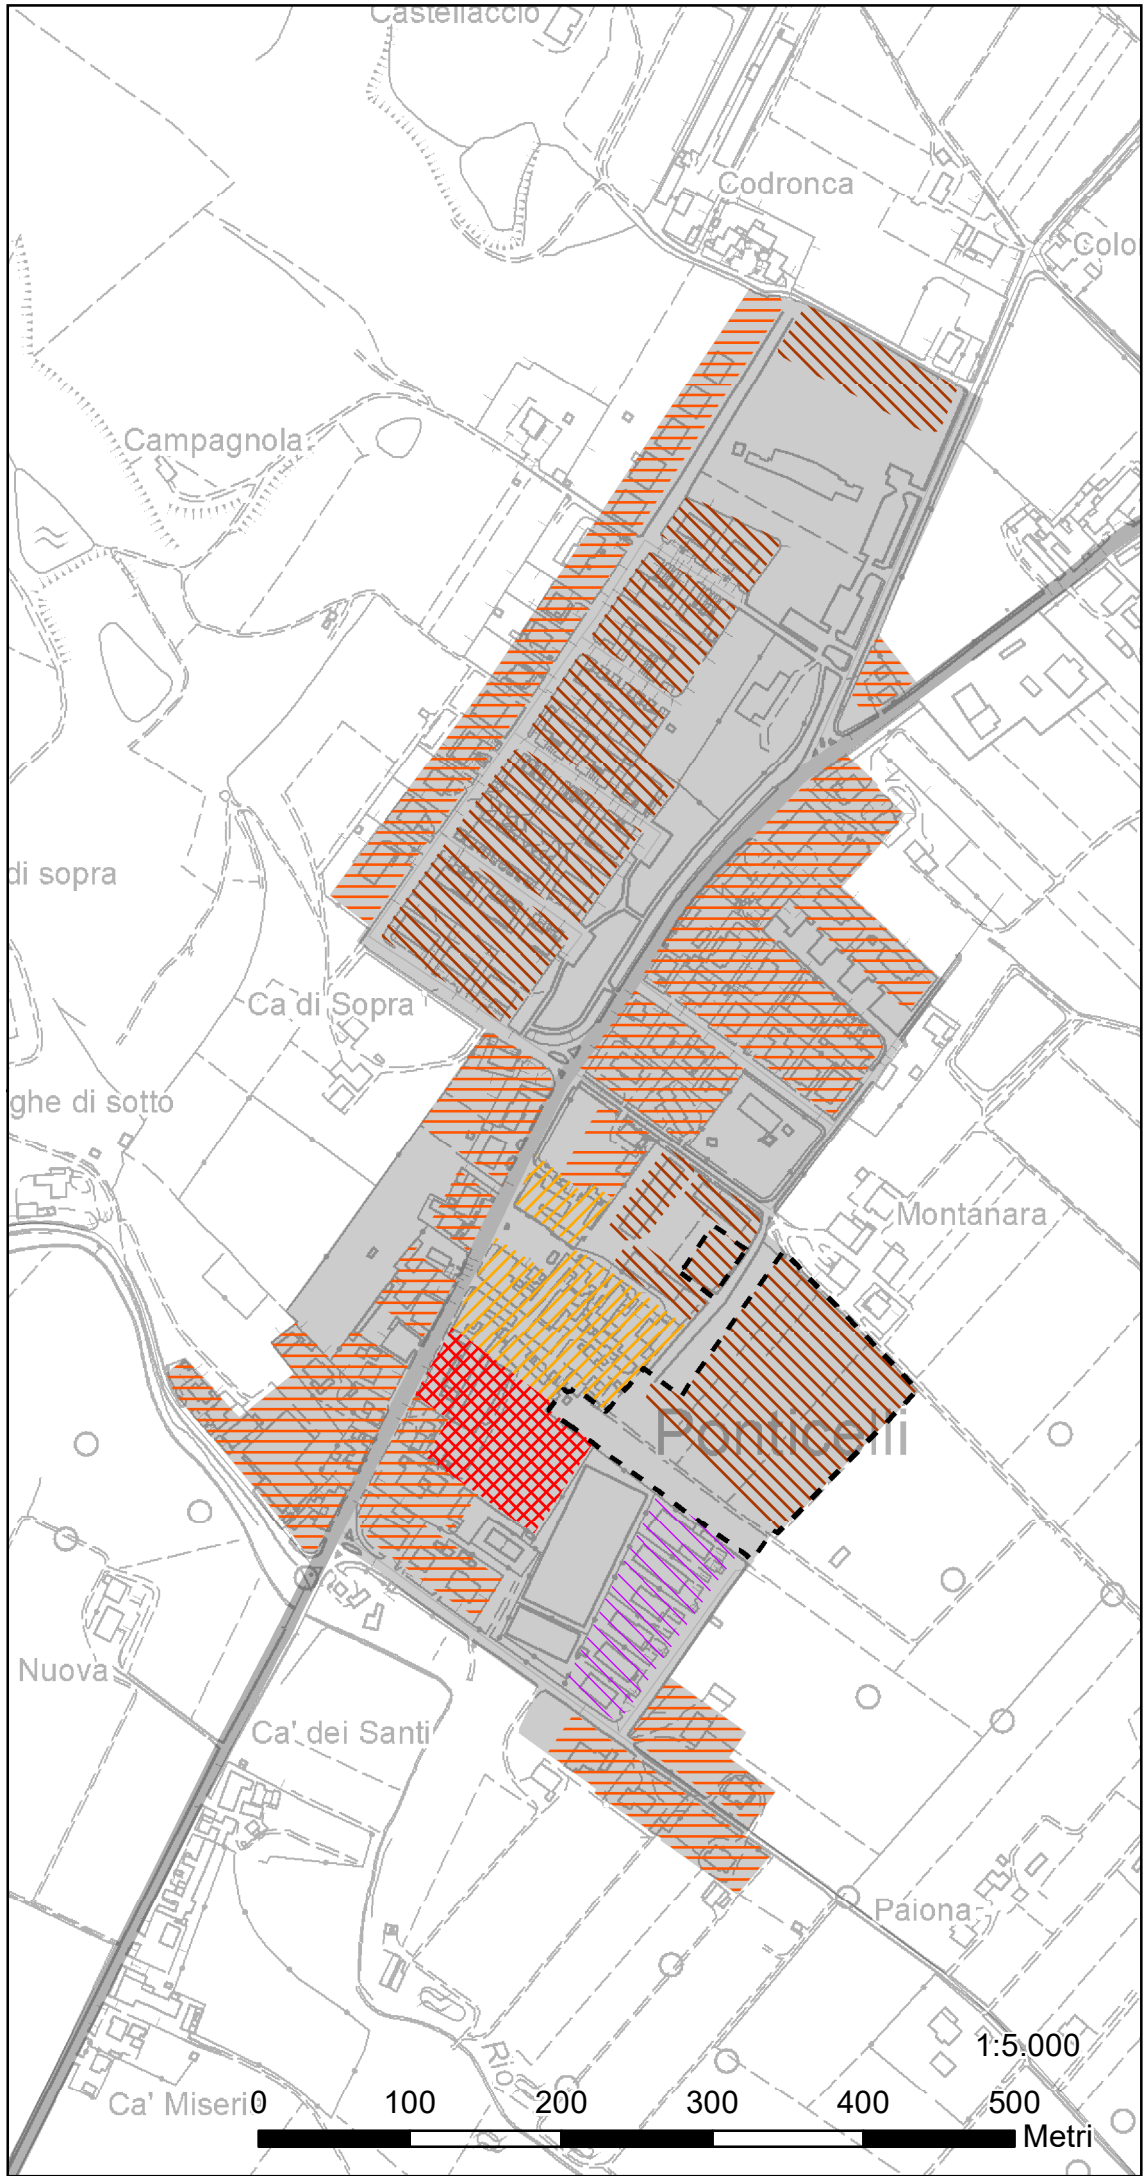 Castellaccio
Codronca
Colo
Campagnola
di sopra
Ca di Sopra
ghe di sotto
Montanara
Ponticelli
Nuova
Ca' dei Santi
Paiona
1:5.000
Rio
Ca' Miseri
0 100 200 300 400 500
Metri